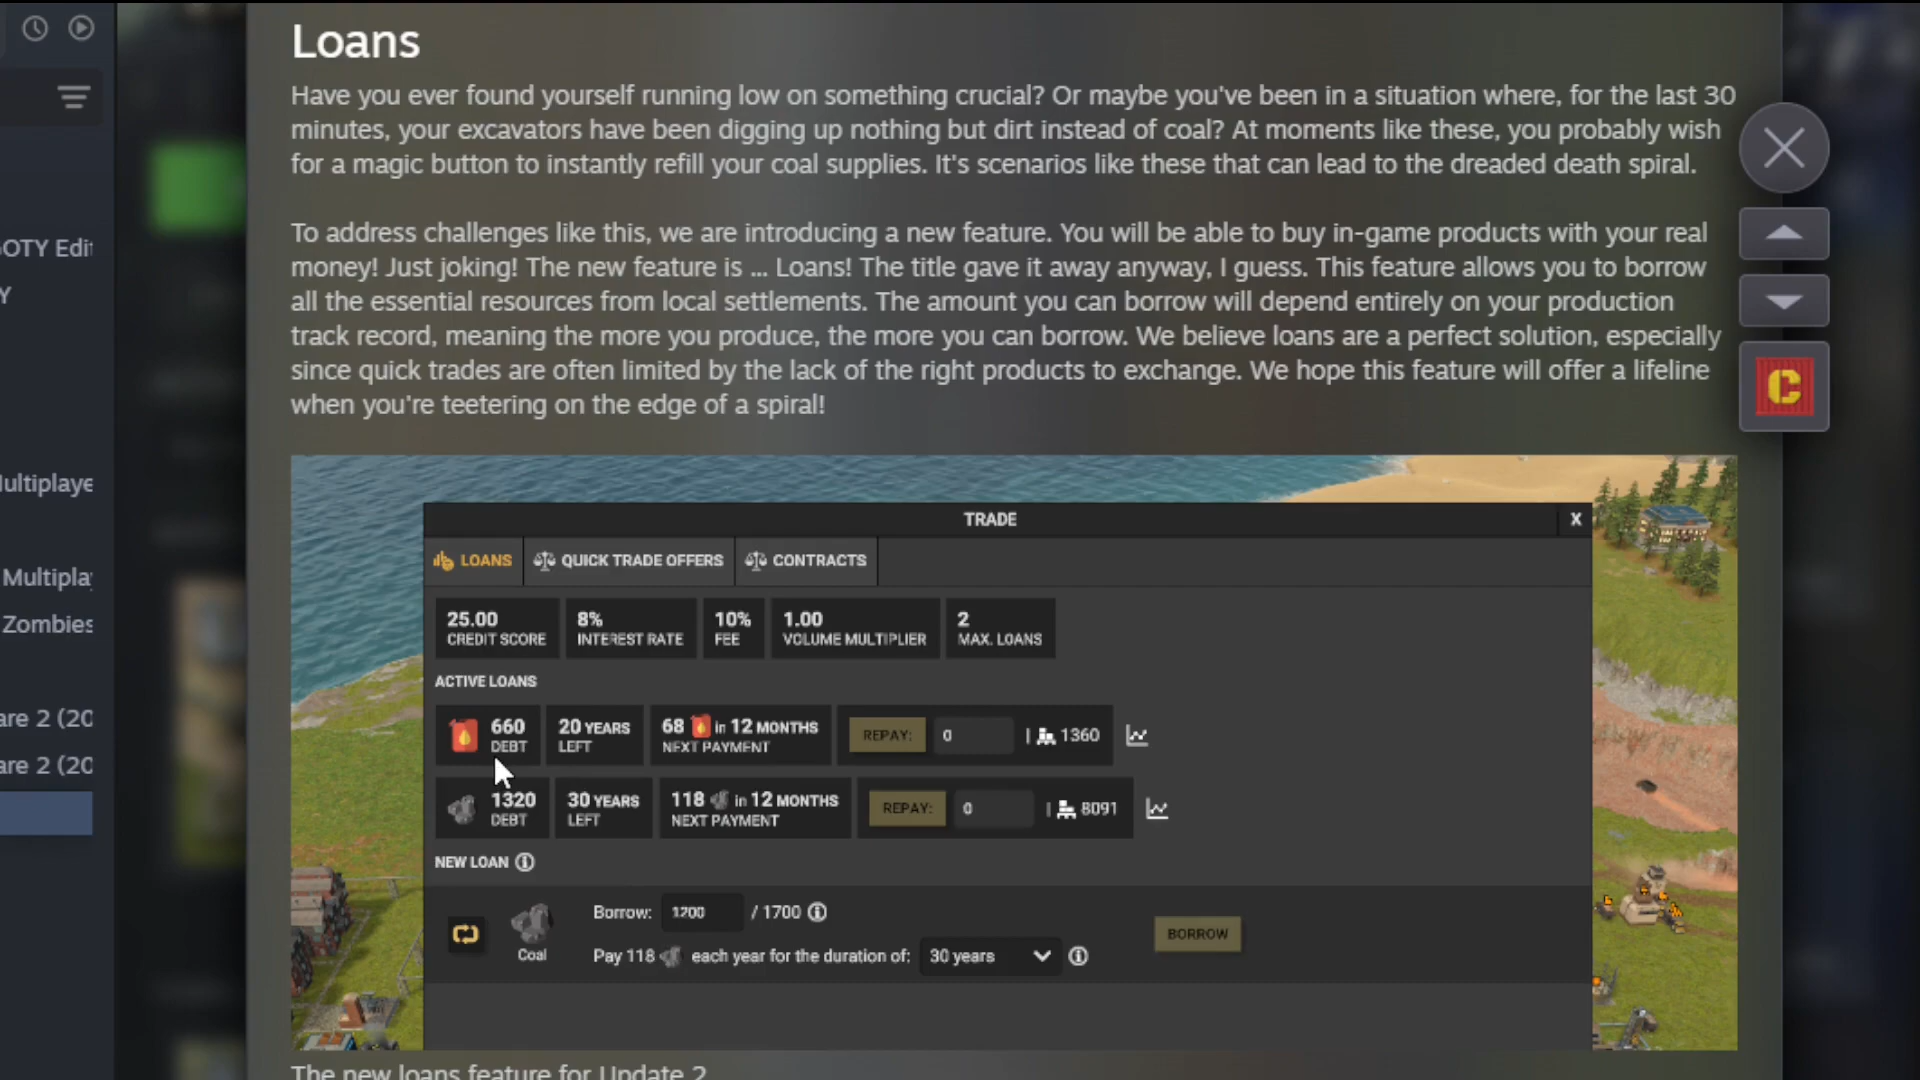 Loans
Have you ever found yourself running low on something crucial? Or maybe you've been in a situation where, for the last 30
minutes, your excavators have been digging up nothing but dirt instead of coal? At moments like these, you probably wish
for a magic button to instantly refill your coal supplies. It's scenarios like these that can lead to the dreaded death spiral.
To address challenges like this, we are introducing a new feature. You will be able to buy in-game products with your real
money! Just joking! The new feature is ... Loans! The title gave it away anyway, I guess. This feature allows you to borrow
all the essential resources from local settlements. The amount you can borrow will depend entirely on your production
track record, meaning the more you produce, the more you can borrow. We believe loans are a perfect solution, especially
since quick trades are often limited by the lack of the right products to exchange. We hope this feature will offer a lifeline
when you're teetering on the edge of a spiral!
OTY Edit
Y
Multiplaye
Multipla
Zombies
are 2 (20
are 2 (20
C
TRADE X
LOANS QUICK TRADE OFFERS CONTRACTS
25.00 8% 10% 1.00 2
CREDIT SCORE INTEREST RATE FEE VOLUME MULTIPLIER MAX. LOANS
ACTIVE LOANS
660 20 YEARS 68 in 12 MONTHS REPAY: 0 | 1360
DEBT LEFT NEXT PAYMENT
1320 30 YEARS 118 in 12 MONTHS REPAY: 0 | 8091
DEBT LEFT NEXT PAYMENT
NEW LOAN
Borrow: 1200 / 1700
Coal Pay 118 each year for the duration of: 30 years
BORROW
The new loans feature for Update 2